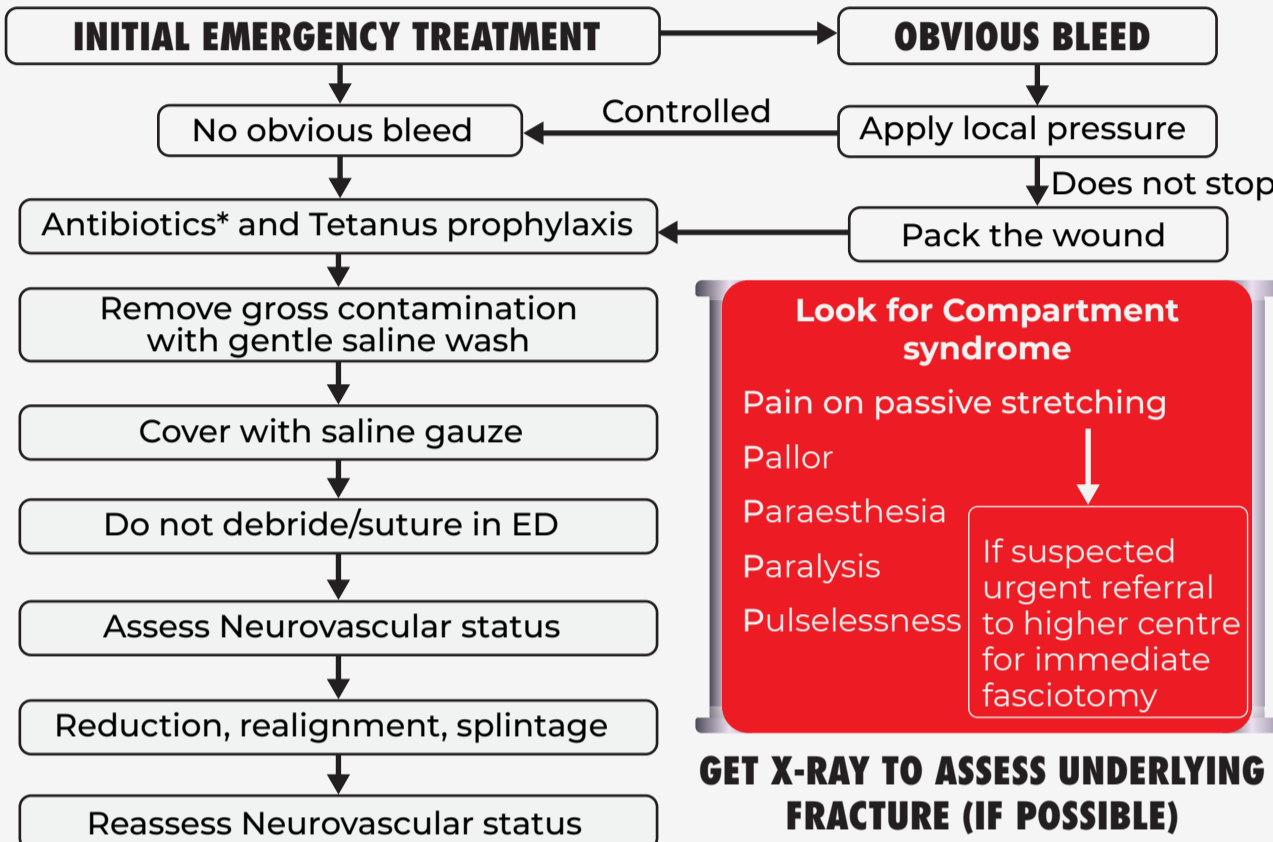 INITIAL EMERGENCY TREATMENT
OBVIOUS BLEED
No obvious bleed
Controlled
Apply local pressure
Does not stop
Antibiotics* and Tetanus prophylaxis
Pack the wound
Remove gross contamination
with gentle saline wash
Cover with saline gauze
Do not debride/suture in ED
Assess Neurovascular status
Reduction, realignment, splintage
Reassess Neurovascular status
Look for Compartment
syndrome
Pain on passive stretching
Pallor
Paraesthesia
Paralysis
Pulselessness
If suspected
urgent referral
to higher centre
for immediate
fasciotomy
GET X-RAY TO ASSESS UNDERLYING
FRACTURE (IF POSSIBLE)